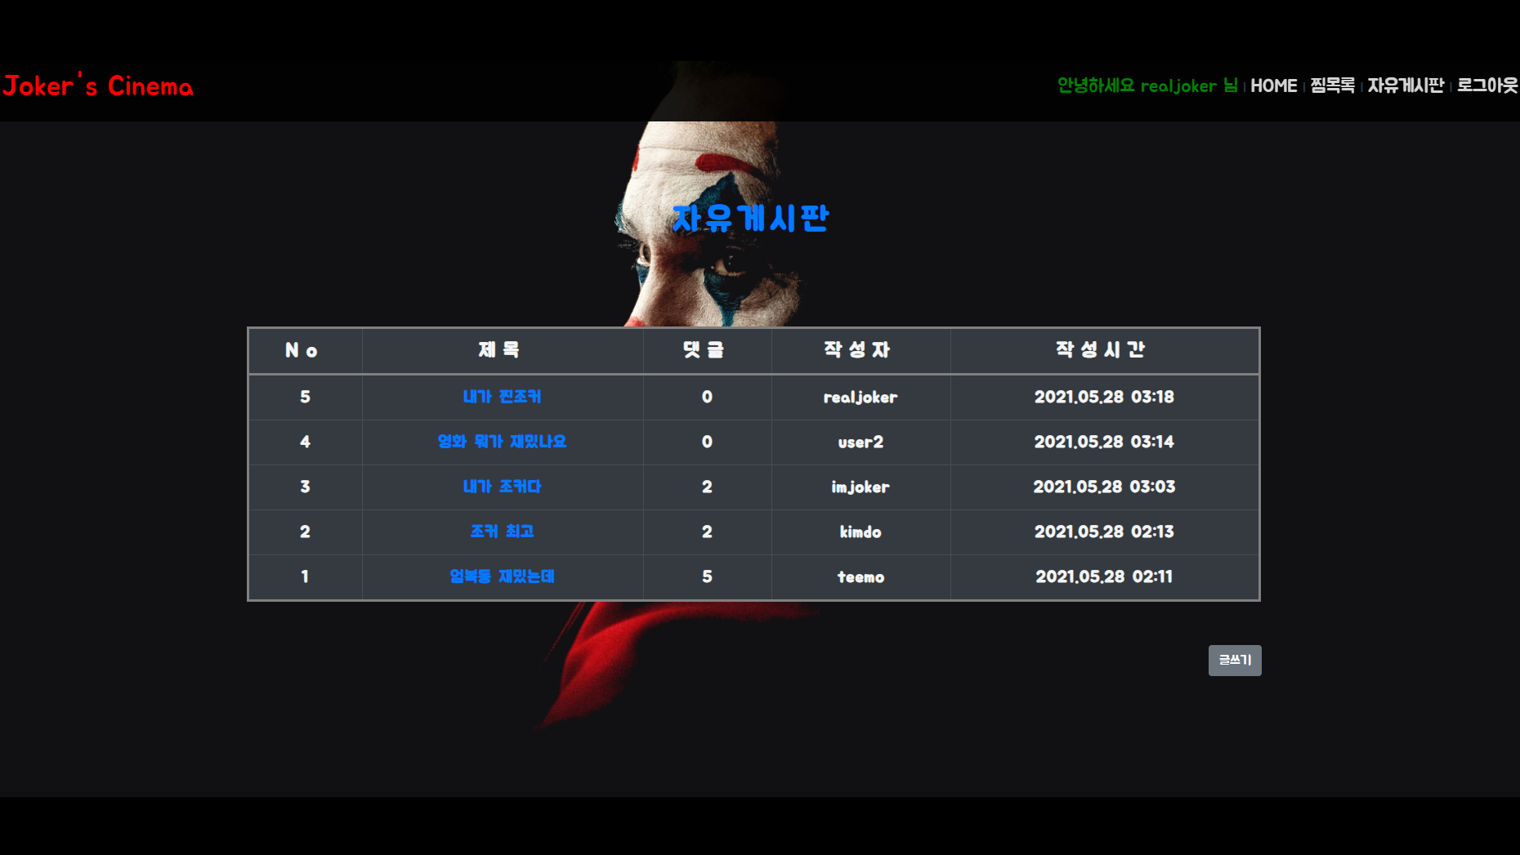 Joker's Cinema
안녕하세요 realjoker 님 | HOME | 찜목록 | 자유게시판 | 로그아웃
자유게시판
No 제목 댓글 작성자 작성시간
5 내가 찐조커 0 realjoker 2021.05.28 03:18
4 영화 뭐가 재밌나요 0 user2 2021.05.28 03:14
3 내가 조커다 2 imjoker 2021.05.28 03:03
2 조커 최고 2 kimdo 2021.05.28 02:13
1 엄복동 재밌는데 5 teemo 2021.05.28 02:11
글쓰기